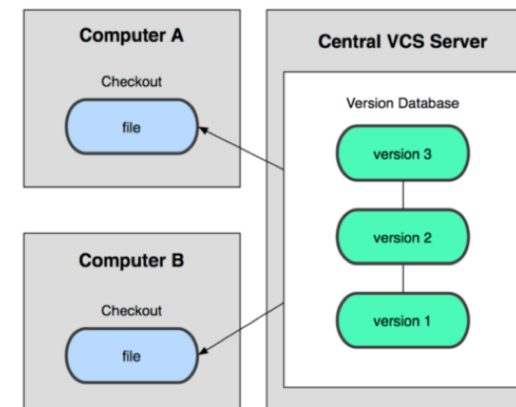 Computer A
Checkout
file
Computer B
Checkout
file
Central VCS Server
Version Database
version 3
version 2
version 1